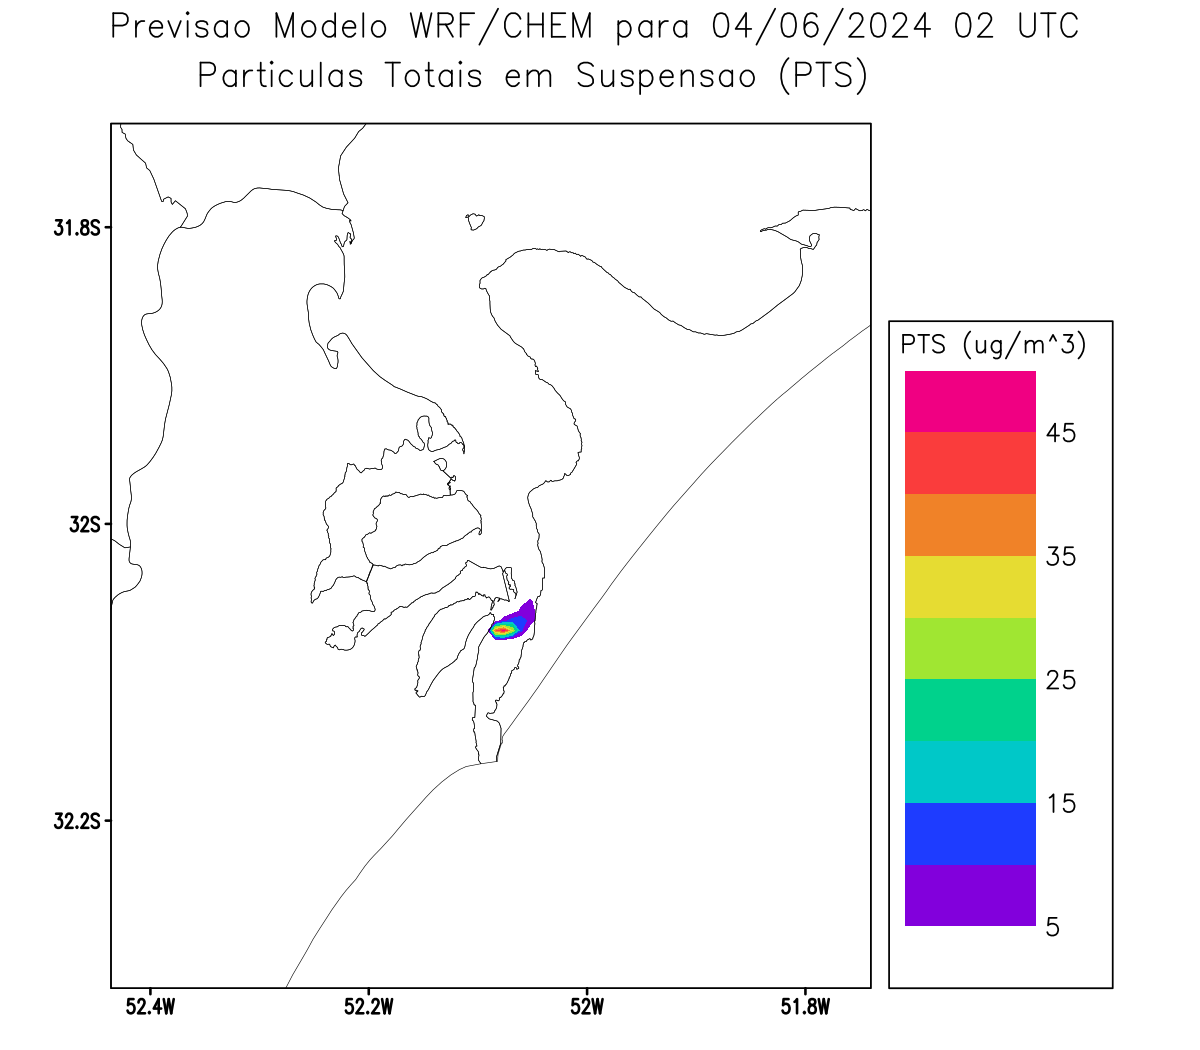 Previsao Modelo WRF/CHEM para 04/06/2024 02 UTC
Particulas Totais em Suspensao (PTS)
31.8S
32S
32.2S
52.4W
52.2W
52W
51.8W
PTS (ug/m^3)
45
35
25
15
5